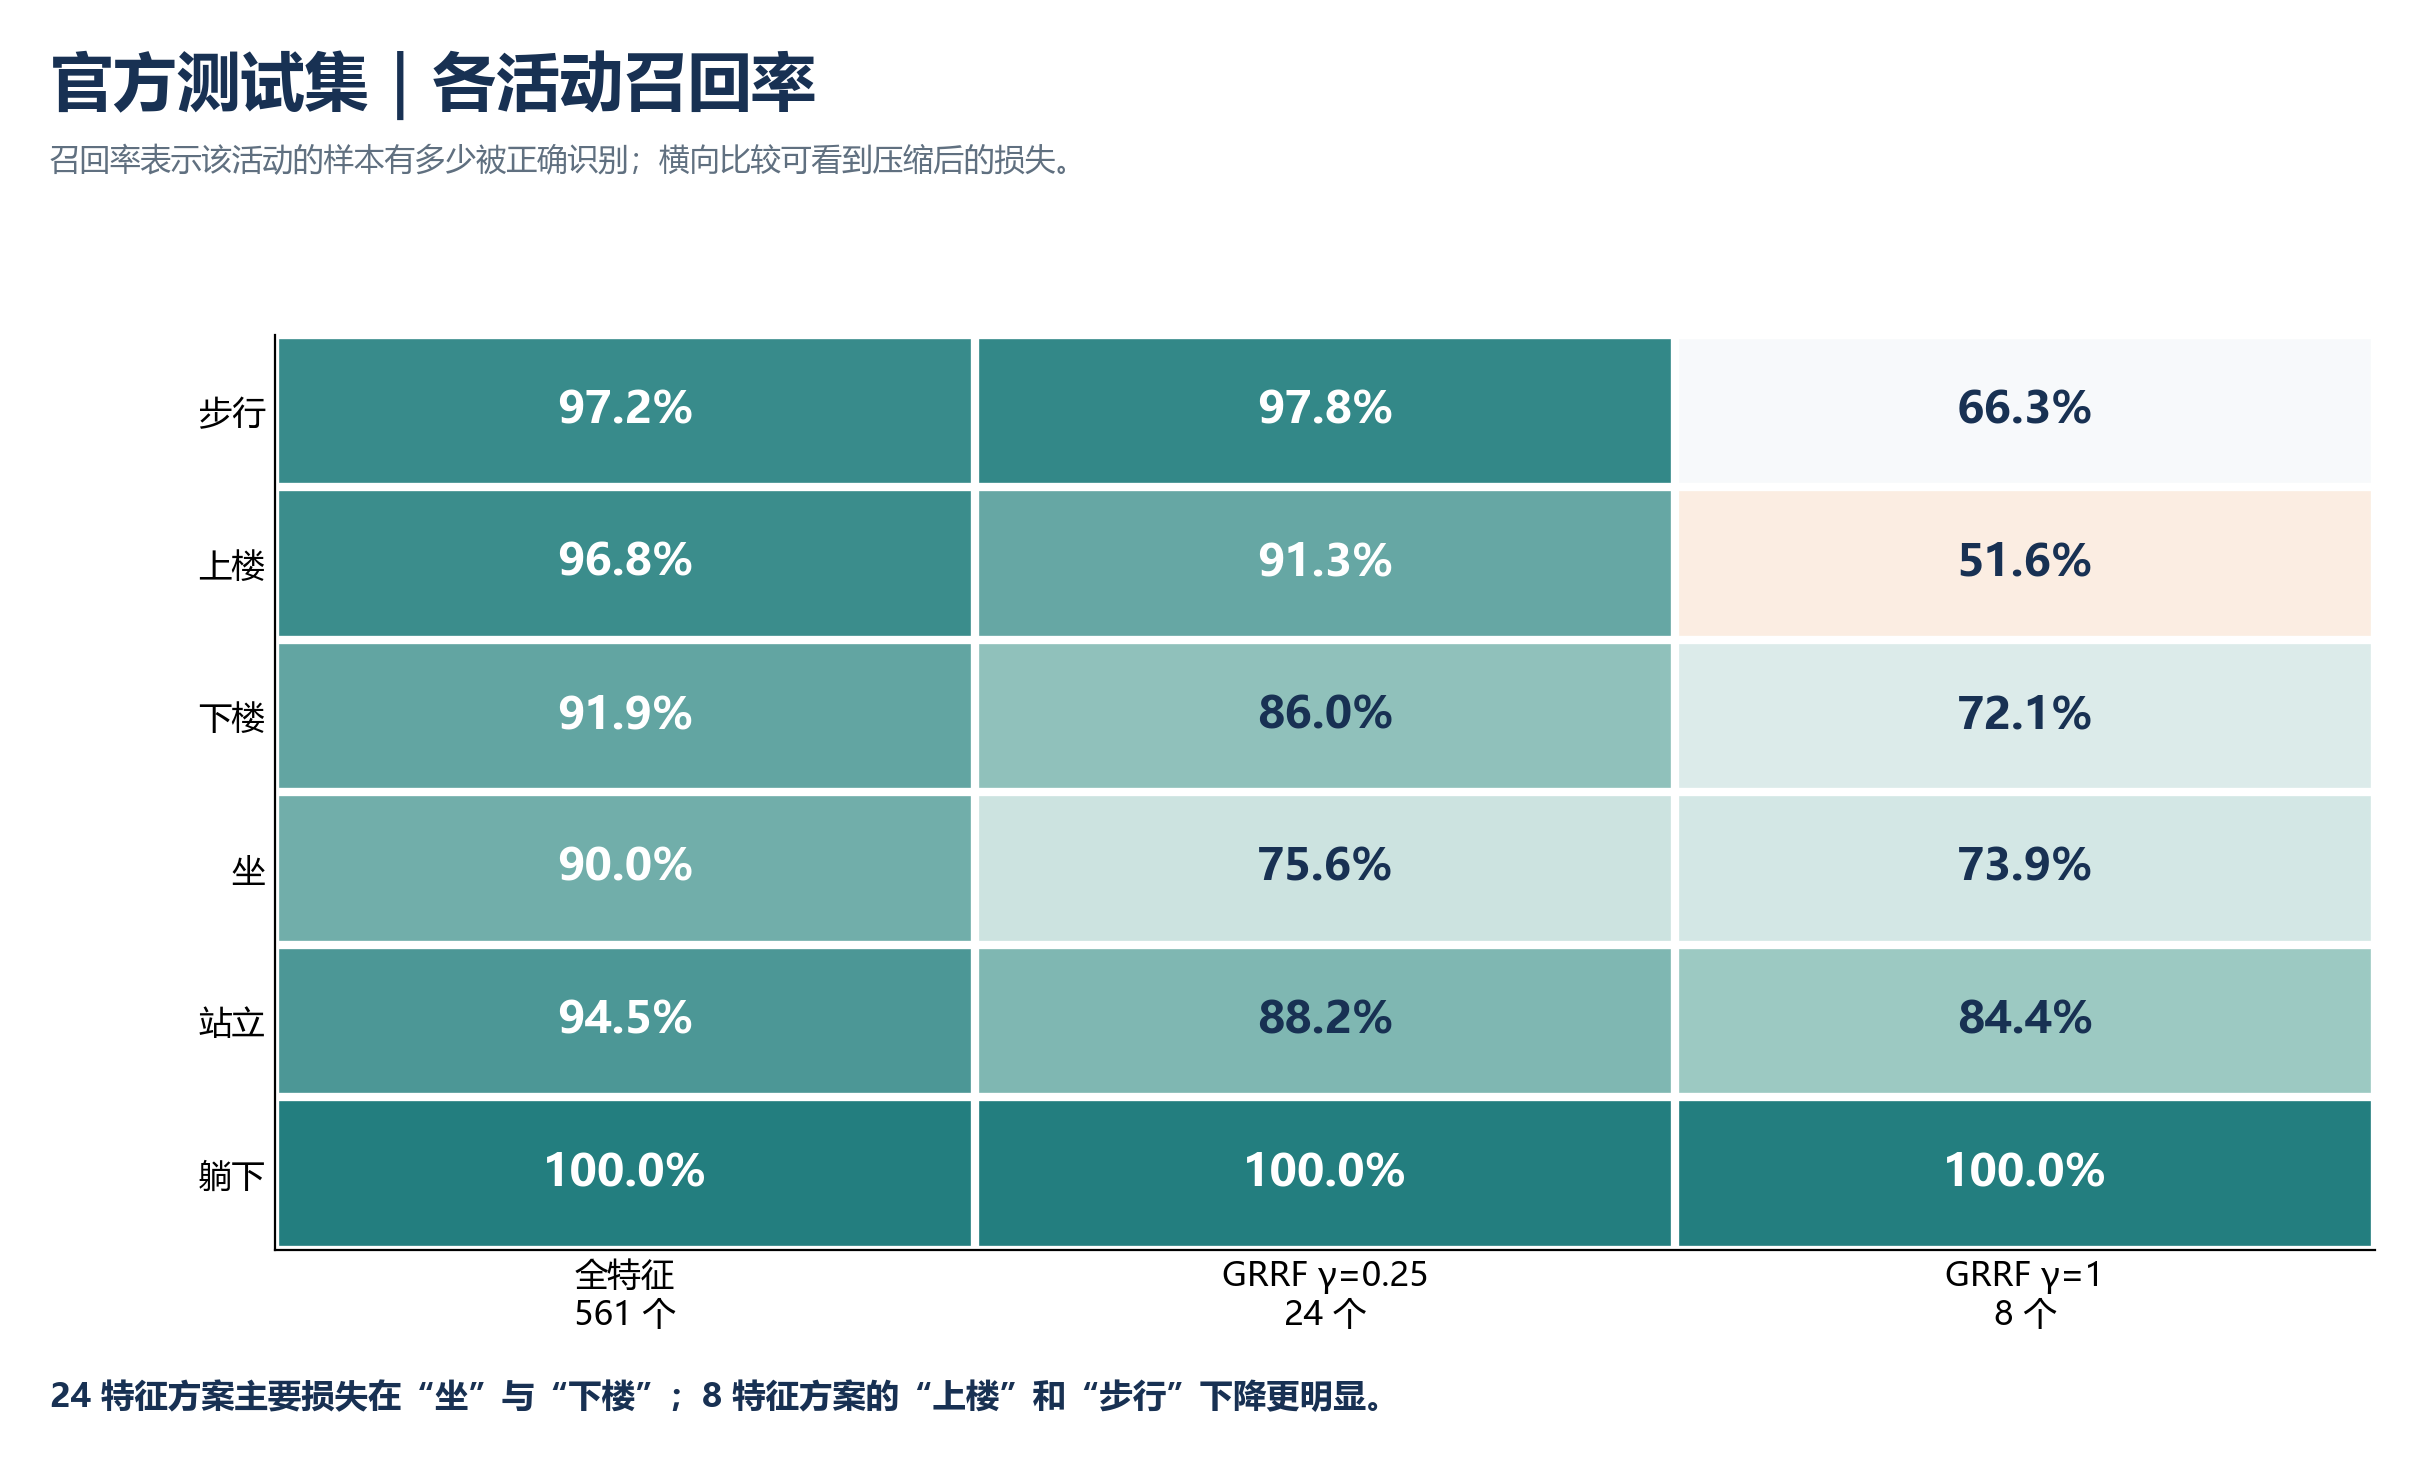 官方测试集｜各活动召回率
召回率表示该活动的样本有多少被正确识别；横向比较可看到压缩后的损失。
步行 97.2% 97.8% 66.3%
上楼 96.8% 91.3% 51.6%
下楼 91.9% 86.0% 72.1%
坐 90.0% 75.6% 73.9%
站立 94.5% 88.2% 84.4%
躺下 100.0% 100.0% 100.0%
全特征 GRRF γ=0.25 GRRF γ=1
561 个 24 个 8 个
24 特征方案主要损失在“坐”与“下楼”；8 特征方案的“上楼”和“步行”下降更明显。